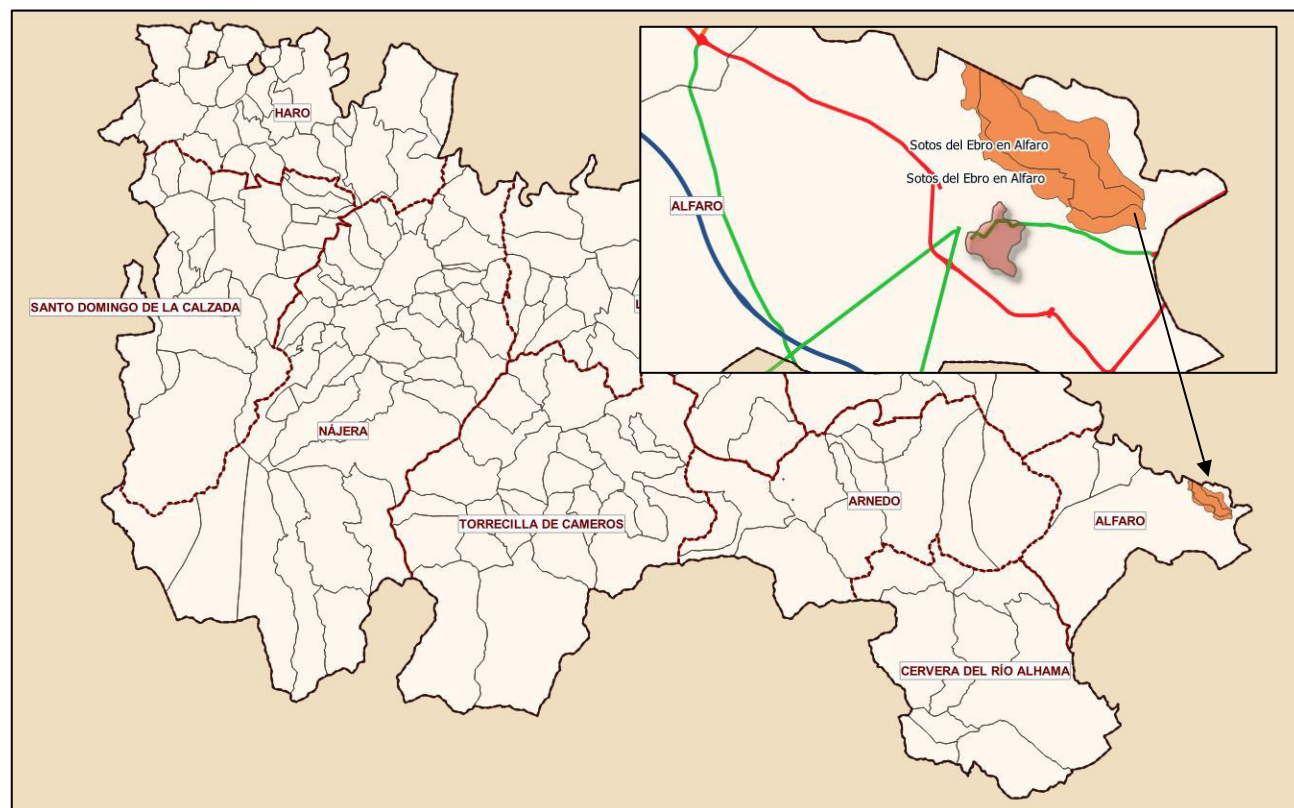 HARO
Sotos del Ebro en Alfaro
Sotos del Ebro en Alfaro
ALFARO
SANTO DOMINGO DE LA CALZADA
NÁJERA
TORRECILLA DE CAMEROS
ARNEDO
ALFARO
CERVERA DEL RÍO ALHAMA